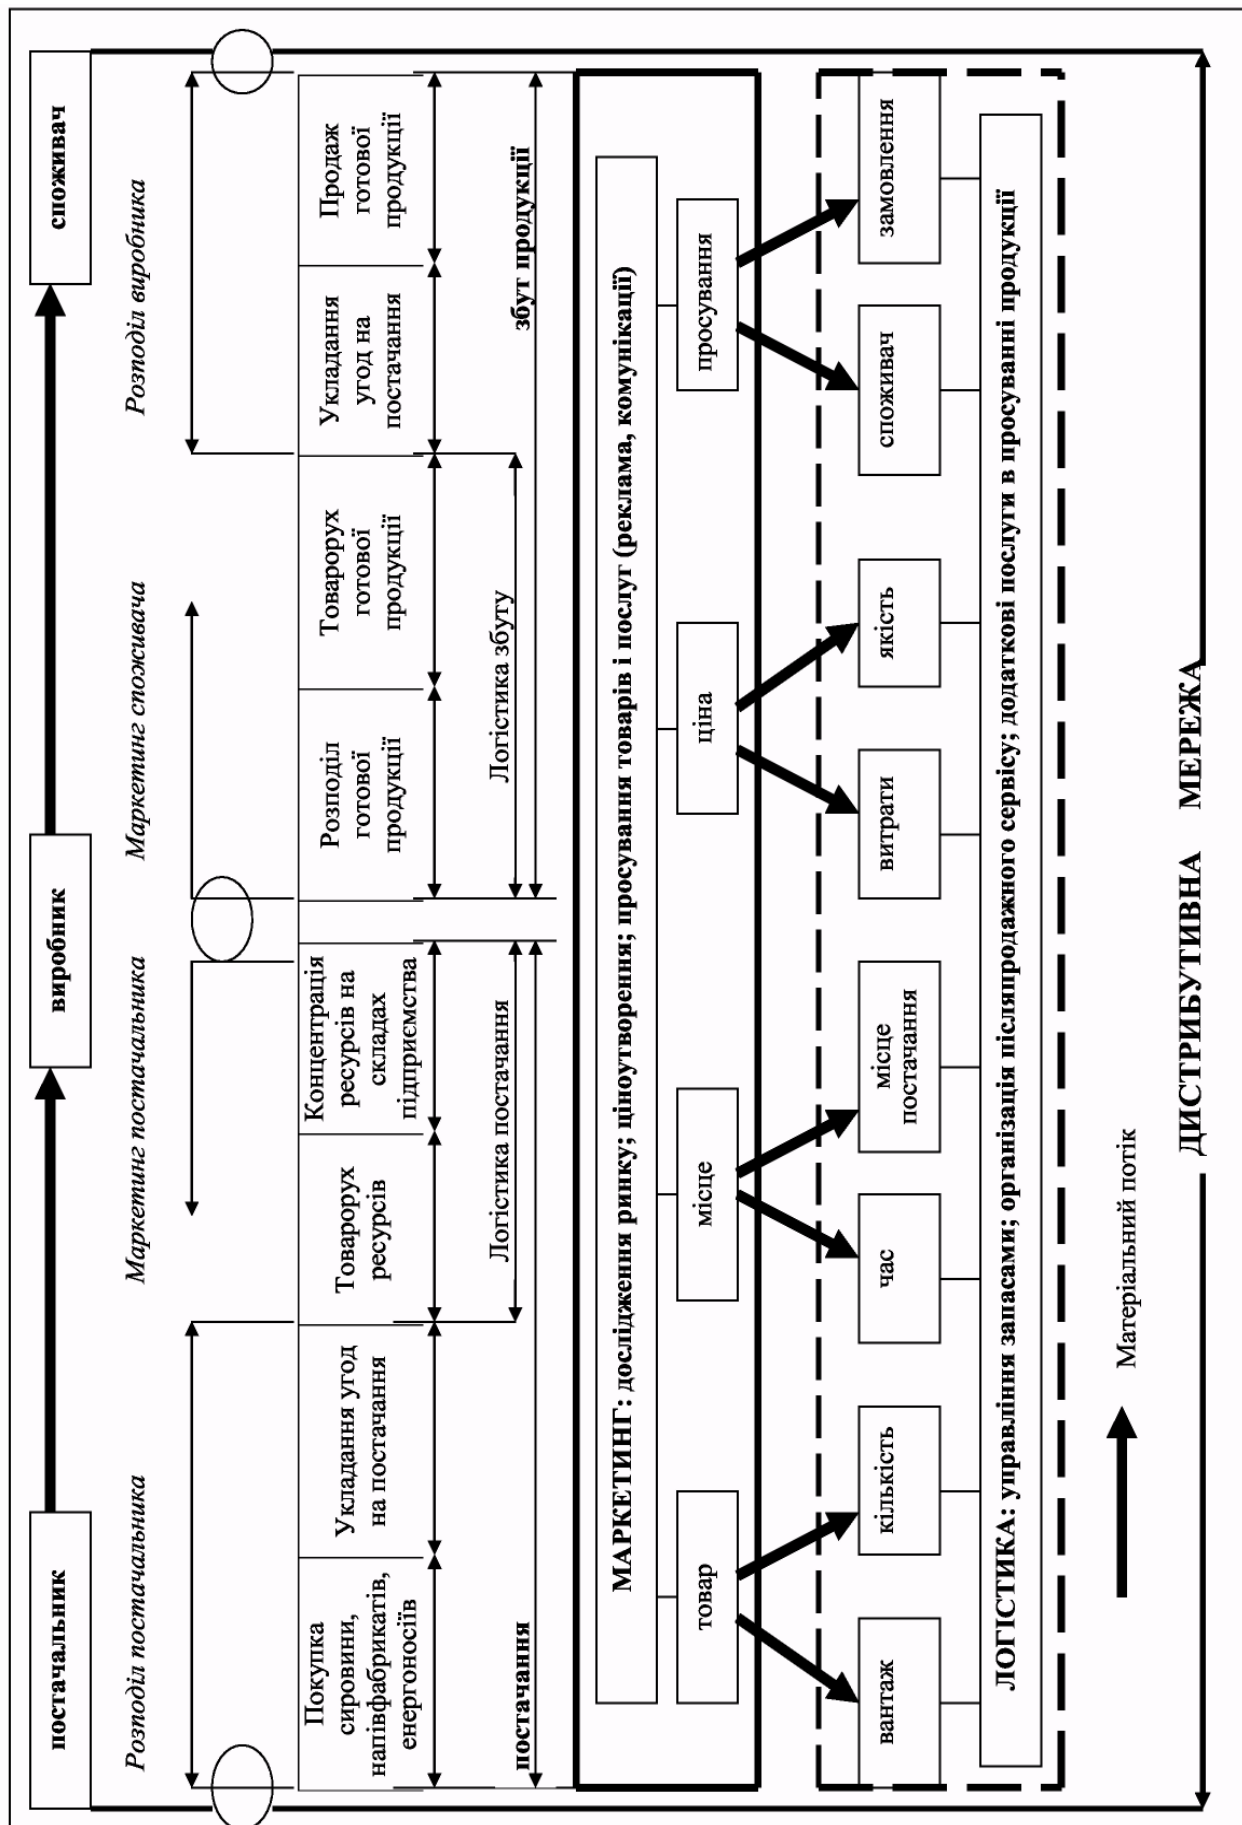 постачальник
виробник
споживач
Розподіл постачальника
Маркетинг постачальника
Маркетинг споживача
Розподіл виробника
Покупка
сировини,
напівфабрикатів,
енергоносіїв
Укладання угод
на постачання
Товарорух
ресурсів
Концентрація
ресурсів на
складах
підприємства
Розподіл
готової
продукції
Товарорух
готової
продукції
Укладання
угод на
постачання
Продаж
готової
продукції
Логістика постачання
Логістика збуту
постачання
збут продукції
МАРКЕТИНГ: дослідження ринку; ціноутворення; просування товарів і послуг (реклама, комунікації)
товар
місце
ціна
просування
вантаж
кількість
час
місце
постачання
витрати
якість
споживач
замовлення
ЛОГІСТИКА: управління запасами; організація післяпродажного сервісу; додаткові послуги в просуванні продукції
Матеріальний потік
ДИСТРИБУТИВНА МЕРЕЖА